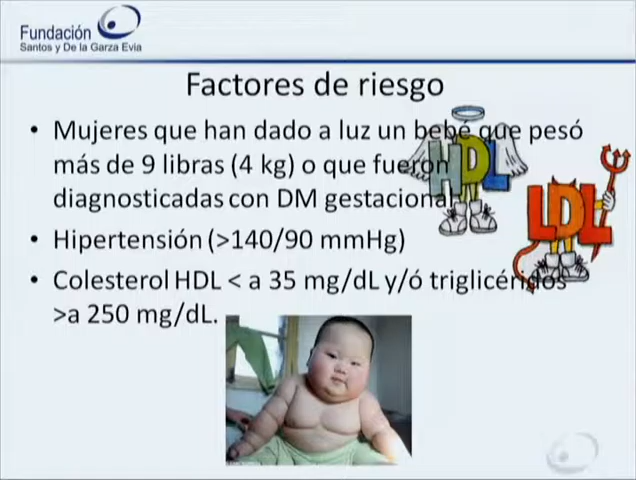 Fundación
Santos y De la Garza Evia
Factores de riesgo
• Mujeres que han dado a luz un bebé que pesó
más de 9 libras (4 kg) o que fueron
diagnosticadas con DM gestacional
HDL
LDL
• Hipertensión (>140/90 mmHg)
• Colesterol HDL < a 35 mg/dL y/ó triglicéridos
>a 250 mg/dL.